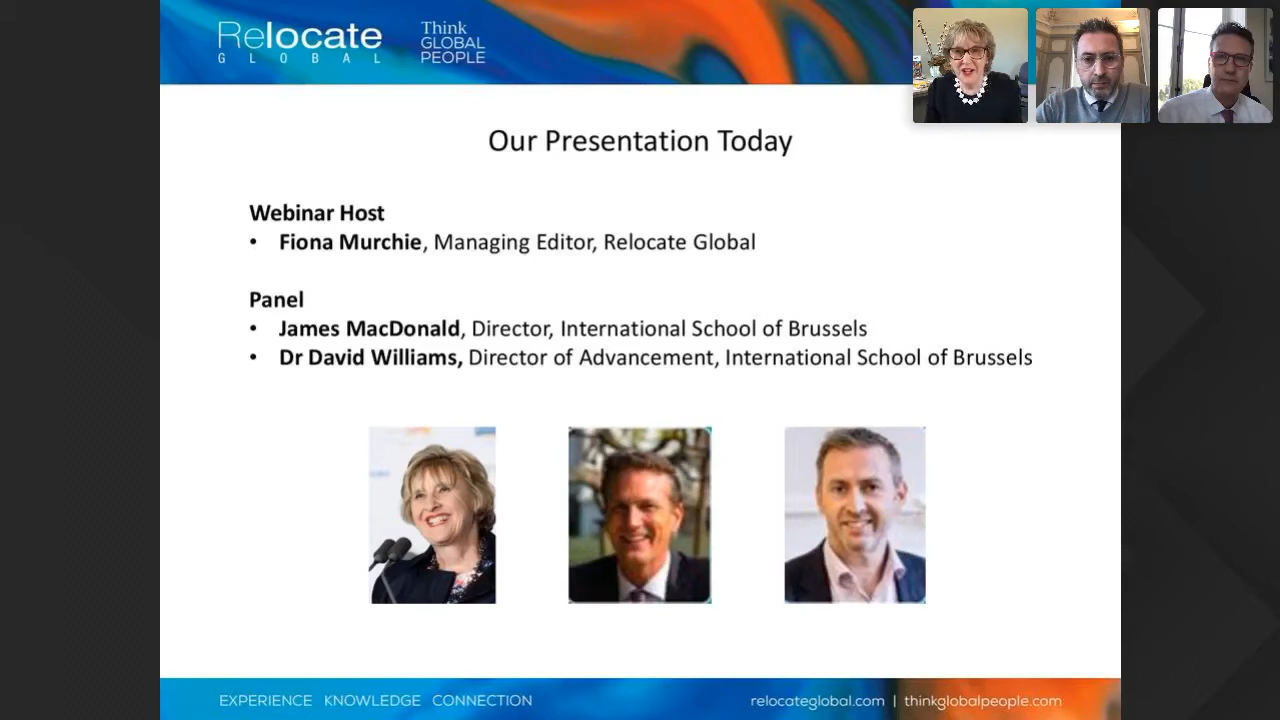 Relocate
GLOBAL
Think
GLOBAL
PEOPLE
Our Presentation Today
Webinar Host
• Fiona Murchie, Managing Editor, Relocate Global
Panel
• James MacDonald, Director, International School of Brussels
• Dr David Williams, Director of Advancement, International School of Brussels
EXPERIENCE KNOWLEDGE CONNECTION
relocateglobal.com | thinkglobalpeople.com